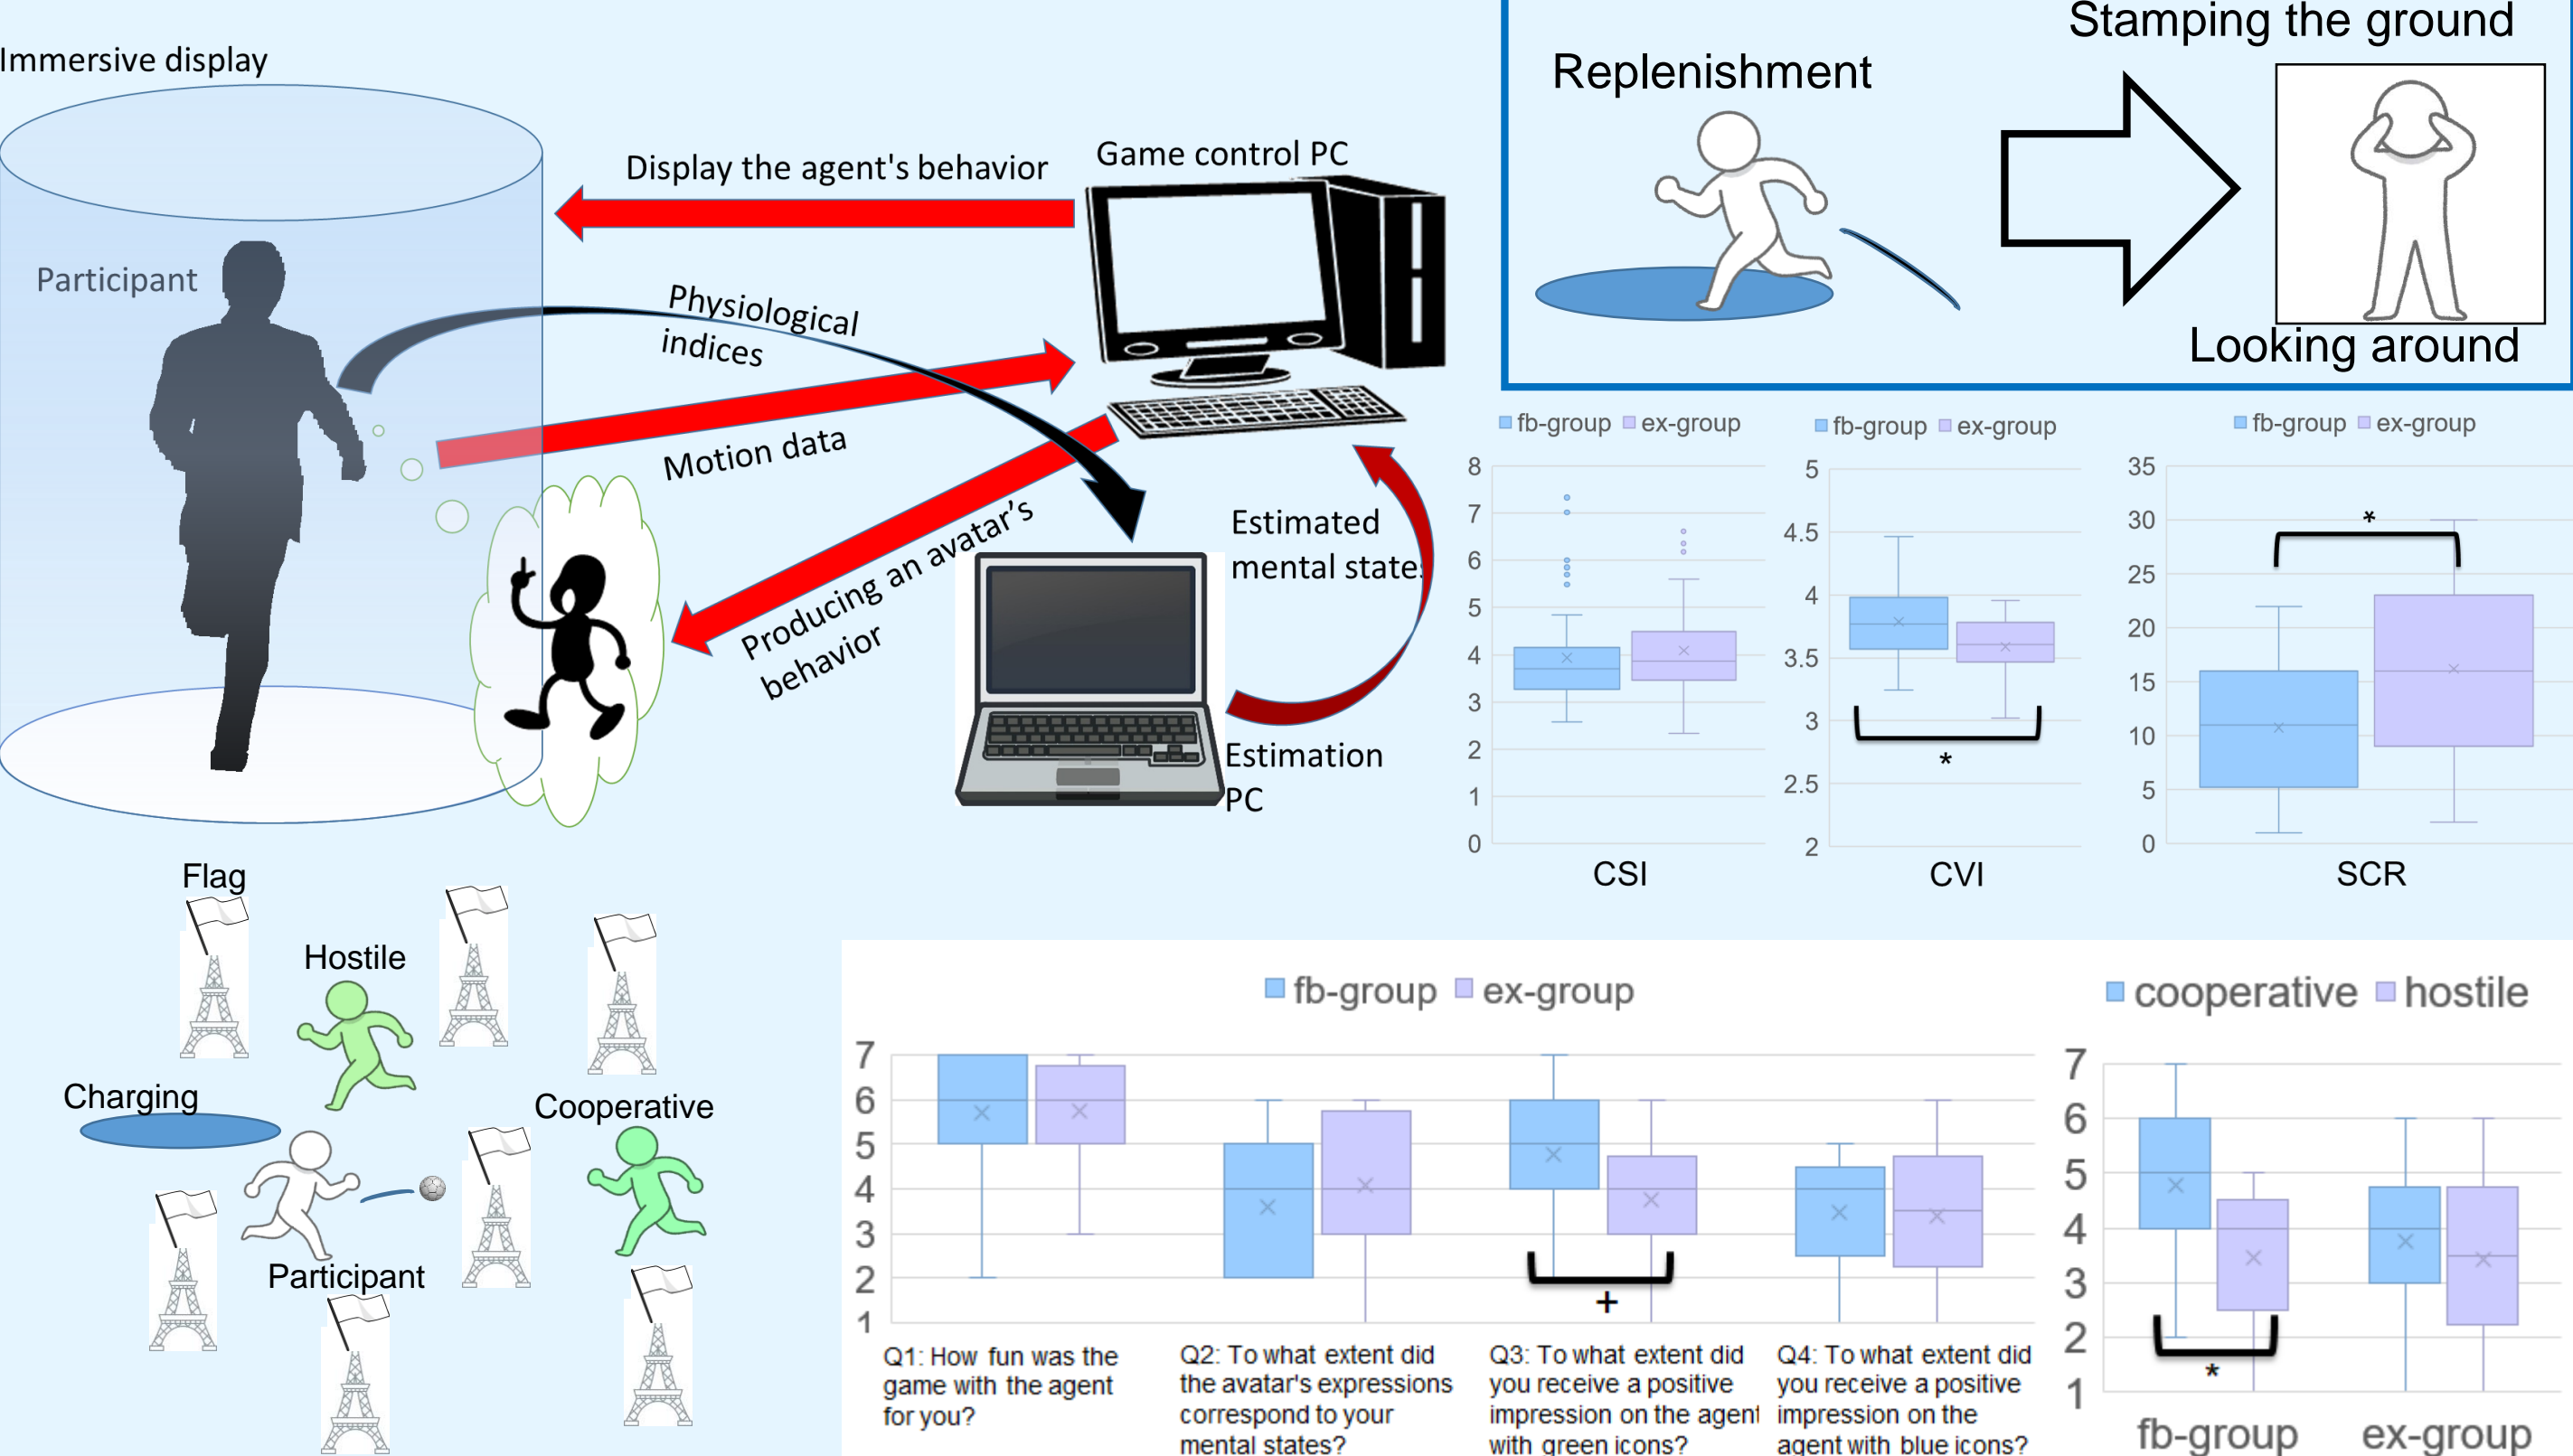 Immersive display
Participant
Display the agent's behavior
Game control PC
Physiological
indices
Motion data
Producing an avatar's
behavior
Estimated
mental states
Estimation
PC
Stamping the ground
Replenishment
Looking around
fb-group ex-group
8
7
6
5
4
3
2
1
0
CSI
fb-group ex-group
5
4.5
4
3.5
3
2.5
2
*
CVI
fb-group ex-group
35
30
25
20
15
10
5
0
*
SCR
Flag
Hostile
Charging
Cooperative
Participant
fb-group ex-group
7
6
5
4
3
2
1
+
Q1: How fun was the
game with the agent
for you?
Q2: To what extent did
the avatar's expressions
correspond to your
mental states?
Q3: To what extent did
you receive a positive
impression on the agent
with green icons?
Q4: To what extent did
you receive a positive
impression on the
agent with blue icons?
cooperative hostile
7
6
5
4
3
2
1
*
fb-group ex-group